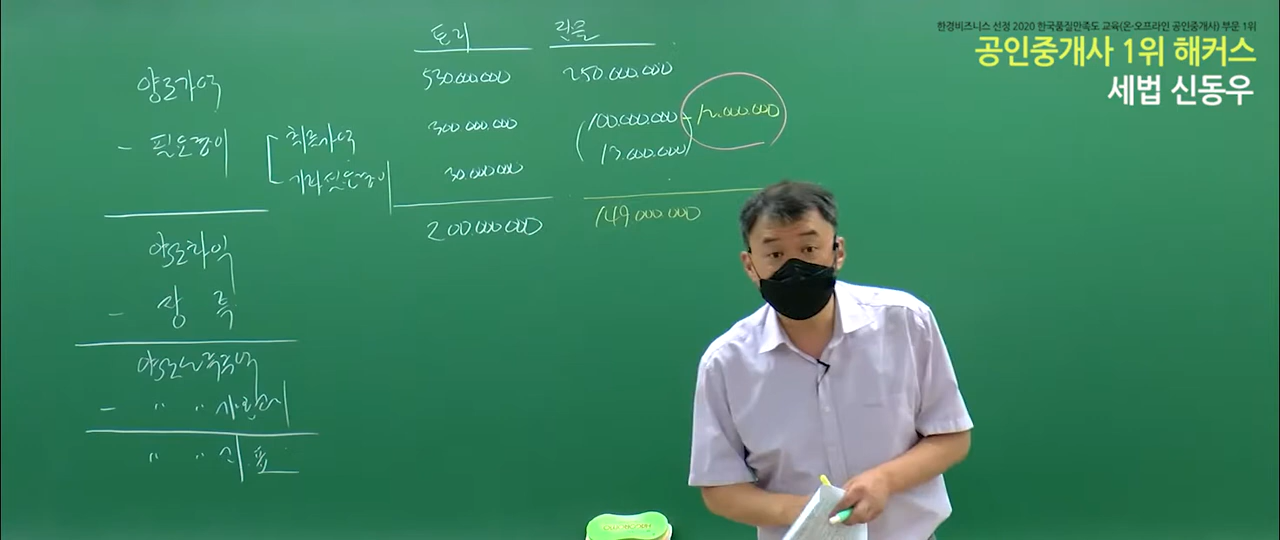 한경비즈니스 선정 2020 한국품질만족도 교육(온·오프라인 공인중개사) 부문 1위
공인중개사 1위 해커스
세법 신동우
토지 건물
양도가액 530.000.000 250.000.000
- 필요경비 취득가액 300.000.000 100.000.000 - 12.000.000
기타필요경비 30.000.000 13.000.000
200.000.000 149.000.000
양도차익
- 장 특
양도소득금액
- 〃 〃 기본공제
〃 〃 과 표